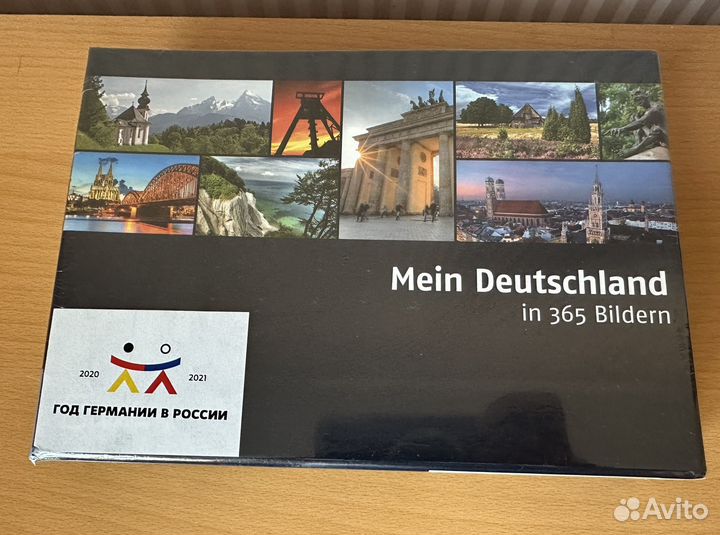 Mein Deutschland
in 365 Bildern
2020 2021
ГОД ГЕРМАНИИ В РОССИИ
Avito